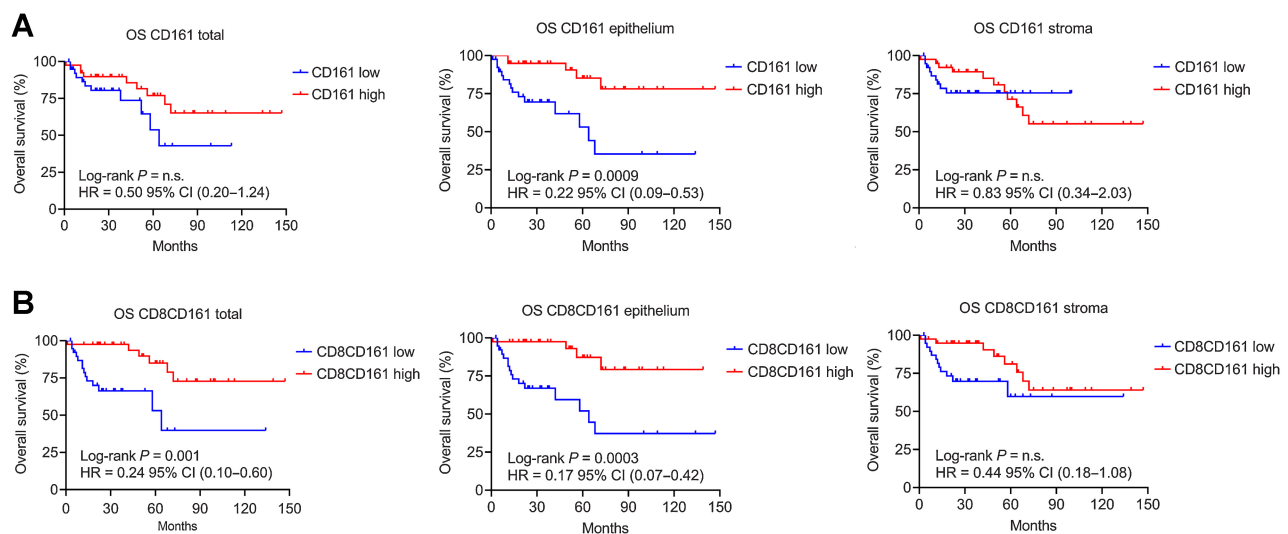 A
OS CD161 total
Overall survival (%)
100
75
50
25
0
0 30 60 90 120 150
Months
CD161 low
CD161 high
Log-rank P = n.s.
HR = 0.50 95% CI (0.20–1.24)
OS CD161 epithelium
Overall survival (%)
100
75
50
25
0
0 30 60 90 120 150
Months
CD161 low
CD161 high
Log-rank P = 0.0009
HR = 0.22 95% CI (0.09–0.53)
OS CD161 stroma
Overall survival (%)
100
75
50
25
0
0 30 60 90 120 150
Months
CD161 low
CD161 high
Log-rank P = n.s.
HR = 0.83 95% CI (0.34–2.03)
B
OS CD8CD161 total
Overall survival (%)
100
75
50
25
0
0 30 60 90 120 150
Months
CD8CD161 low
CD8CD161 high
Log-rank P = 0.001
HR = 0.24 95% CI (0.10–0.60)
OS CD8CD161 epithelium
Overall survival (%)
100
75
50
25
0
0 30 60 90 120 150
Months
CD8CD161 low
CD8CD161 high
Log-rank P = 0.0003
HR = 0.17 95% CI (0.07–0.42)
OS CD8CD161 stroma
Overall survival (%)
100
75
50
25
0
0 30 60 90 120 150
Months
CD8CD161 low
CD8CD161 high
Log-rank P = n.s.
HR = 0.44 95% CI (0.18–1.08)